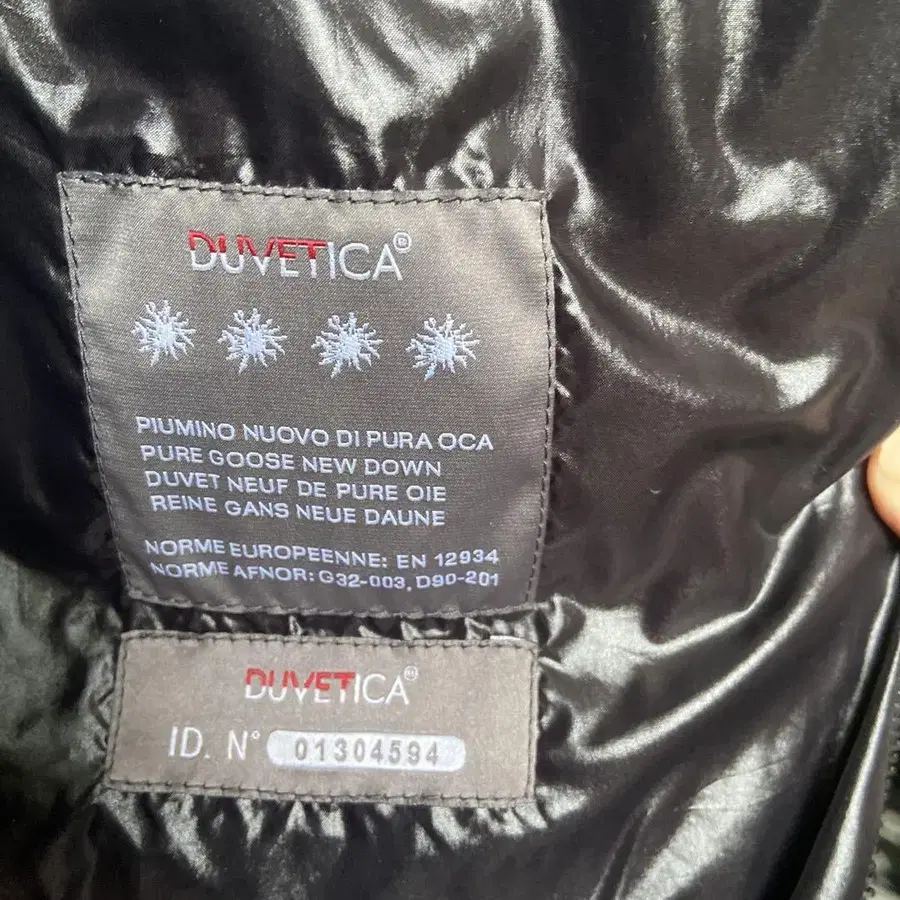 DUVETICA®
PIUMINO NUOVO DI PURA OCA
PURE GOOSE NEW DOWN
DUVET NEUF DE PURE OIE
REINE GANS NEUE DAUNE
NORME EUROPEENNE: EN 12934
NORME AFNOR: G32-003, D90-201
DUVETICA®
ID. N° 01304594